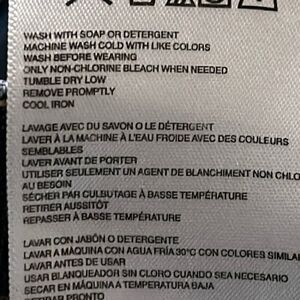 WASH WITH SOAP OR DETERGENT
MACHINE WASH COLD WITH LIKE COLORS
WASH BEFORE WEARING
ONLY NON-CHLORINE BLEACH WHEN NEEDED
TUMBLE DRY LOW
REMOVE PROMPTLY
COOL IRON
LAVAGE AVEC DU SAVON O LE DÉTERGENT
LAVER À LA MACHINE À L'EAU FROIDE AVEC DES COULEURS
SEMBLABLES
LAVER AVANT DE PORTER
UTILISER SEULEMENT UN AGENT DE BLANCHIMENT NON CHLO
AU BESOIN
SÉCHER PAR CULBUTAGE À BASSE TEMPÉRATURE
RETIRER AUSSITÔT
REPASSER À BASSE TEMPÉRATURE
LAVAR CON JABÓN O DETERGENTE
LAVAR A MÁQUINA CON AGUA FRÍA 30°C CON COLORES SIMILA
LAVAR ANTES DE USAR
USAR BLANQUEADOR SIN CLORO CUANDO SEA NECESARIO
SECAR EN MÁQUINA A TEMPERATURA BAJA
PRONTO